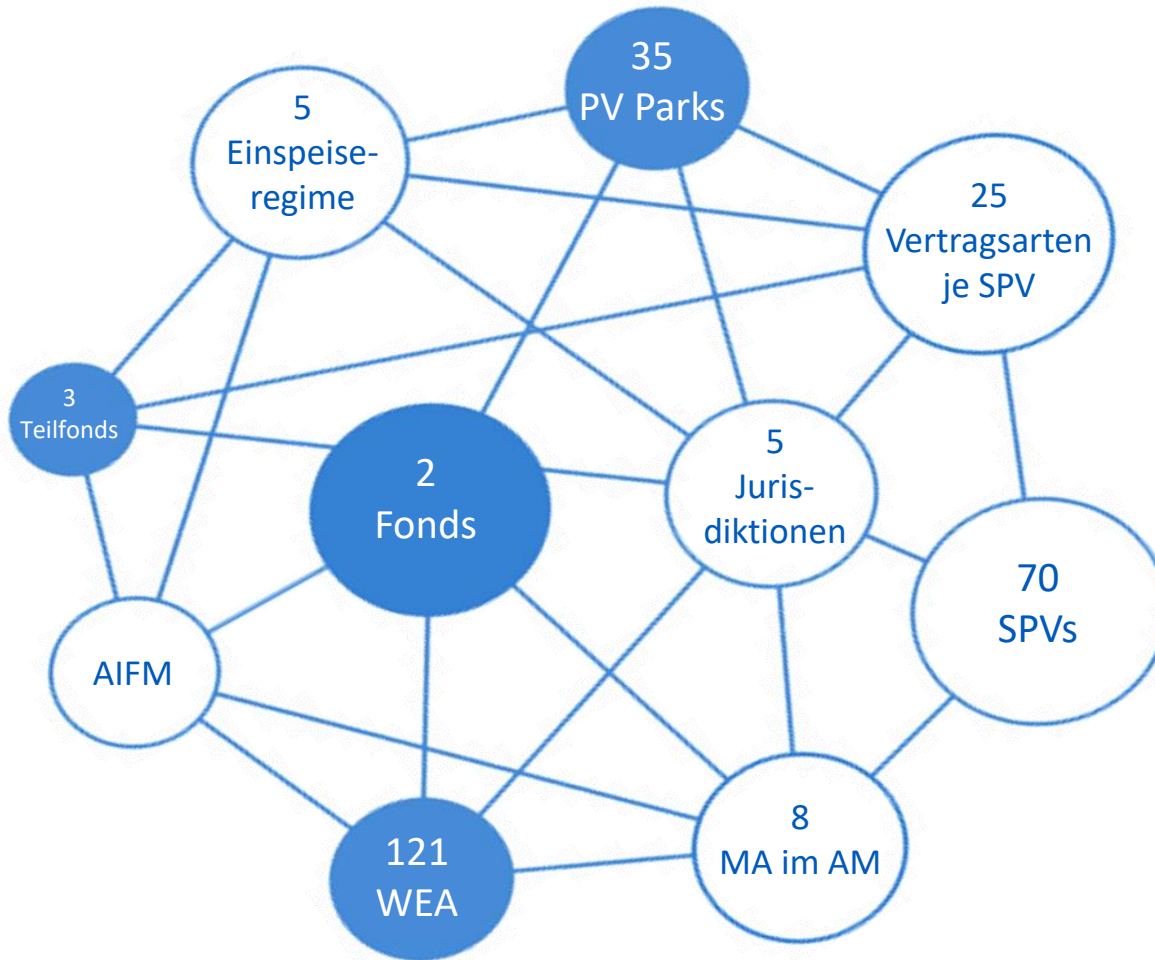 35
PV Parks
5
Einspeise-
regime
25
Vertragsarten
je SPV
3
Teilfonds
2
Fonds
5
Juris-
diktionen
70
SPVs
AIFM
121
WEA
8
MA im AM